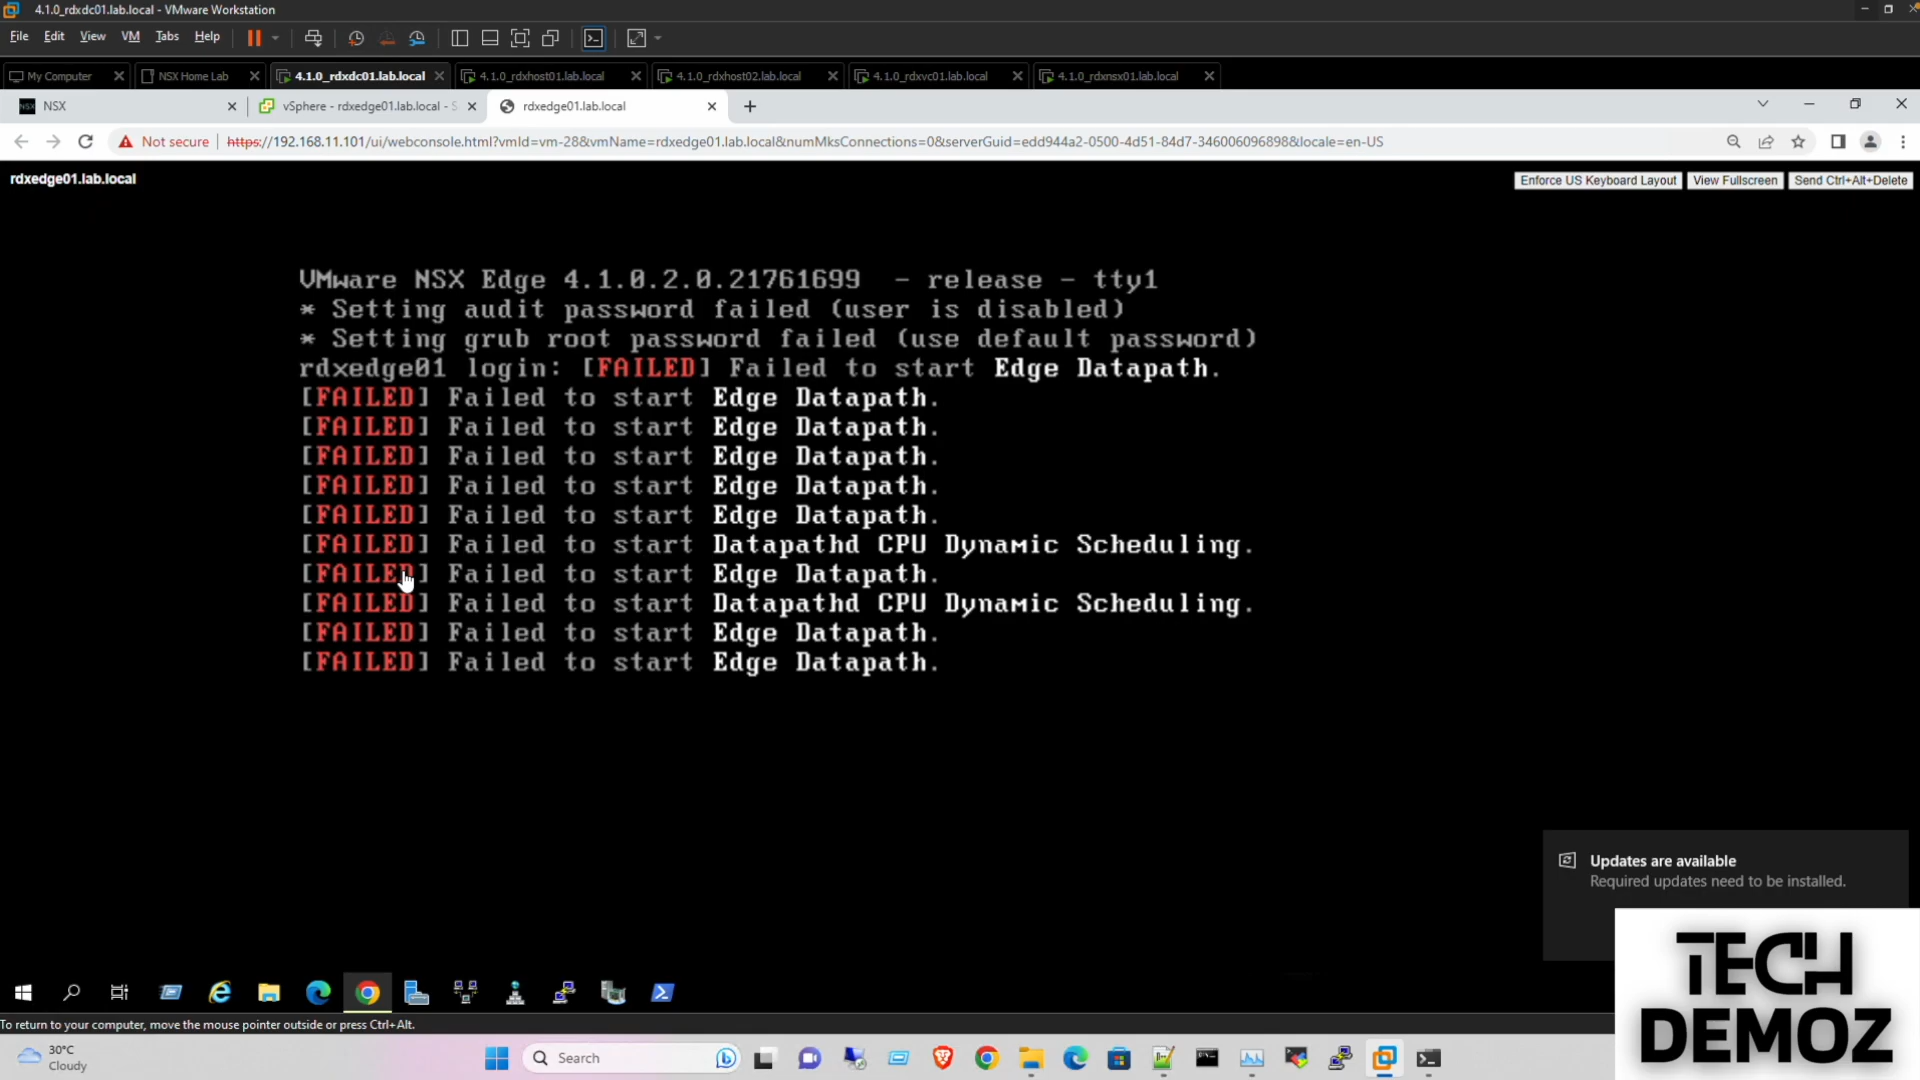 4.1.0_rdxdc01.lab.local - VMware Workstation
File Edit View VM Tabs Help
My Computer NSX Home Lab 4.1.0_rdxdc01.lab.local 4.1.0_rdxhost01.lab.local 4.1.0_rdxhost02.lab.local 4.1.0_rdxvc01.lab.local 4.1.0_rdxnsx01.lab.local
NSX vSphere - rdxedge01.lab.local - S rdxedge01.lab.local
Not secure https://192.168.11.101/ui/webconsole.html?vmId=vm-28&vmName=rdxedge01.lab.local&numMksConnections=0&serverGuid=edd944a2-0500-4d51-84d7-346006096898&locale=en-US
rdxedge01.lab.local Enforce US Keyboard Layout View Fullscreen Send Ctrl+Alt+Delete
VMware NSX Edge 4.1.0.2.0.21761699 - release - tty1
* Setting audit password failed (user is disabled)
* Setting grub root password failed (use default password)
rdxedge01 login: [FAILED] Failed to start Edge Datapath.
[FAILED] Failed to start Edge Datapath.
[FAILED] Failed to start Edge Datapath.
[FAILED] Failed to start Edge Datapath.
[FAILED] Failed to start Edge Datapath.
[FAILED] Failed to start Edge Datapath.
[FAILED] Failed to start Datapathd CPU Dynamic Scheduling.
[FAILED] Failed to start Edge Datapath.
[FAILED] Failed to start Datapathd CPU Dynamic Scheduling.
[FAILED] Failed to start Edge Datapath.
[FAILED] Failed to start Edge Datapath.
Updates are available
Required updates need to be installed.
TECH
DEMOZ
To return to your computer, move the mouse pointer outside or press Ctrl+Alt.
30°C
Cloudy
Search